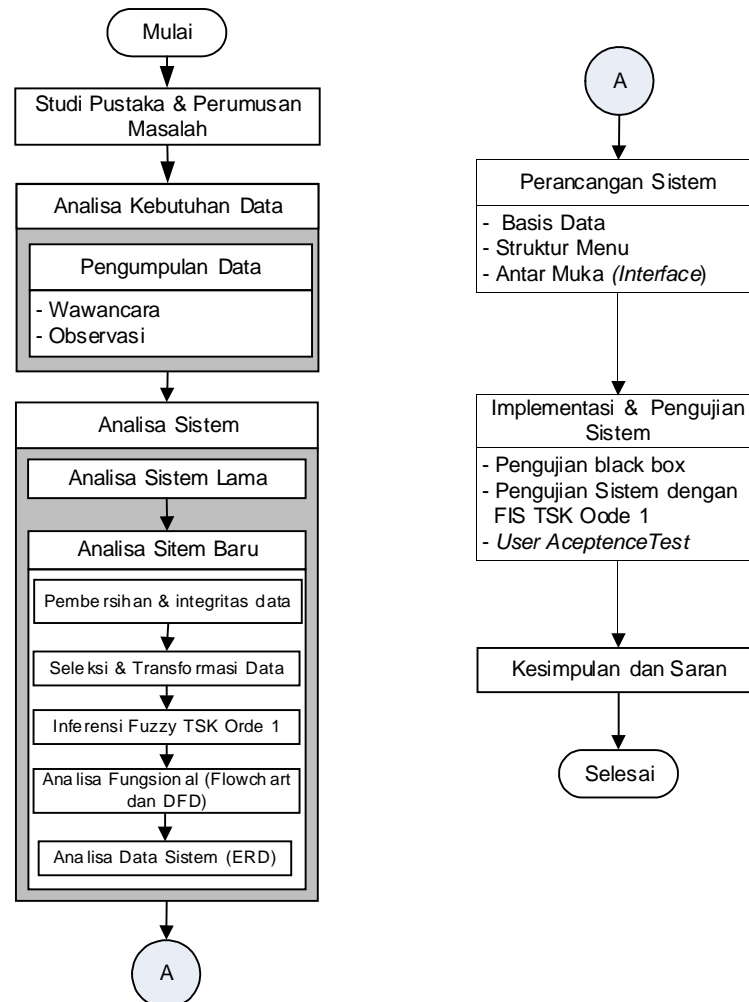 Mulai
Studi Pustaka & Perumusan
Masalah
Analisa Kebutuhan Data
Pengumpulan Data
- Wawancara
- Observasi
Analisa Sistem
Analisa Sistem Lama
Analisa Sitem Baru
Pembersihan & integritas data
Seleksi & Transformasi Data
Inferensi Fuzzy TSK Orde 1
Analisa Fungsional (Flowchart
dan DFD)
Analisa Data Sistem (ERD)
A
A
Perancangan Sistem
- Basis Data
- Struktur Menu
- Antar Muka (Interface)
Implementasi & Pengujian
Sistem
- Pengujian black box
- Pengujian Sistem dengan
FIS TSK Oode 1
- User AceptenceTest
Kesimpulan dan Saran
Selesai